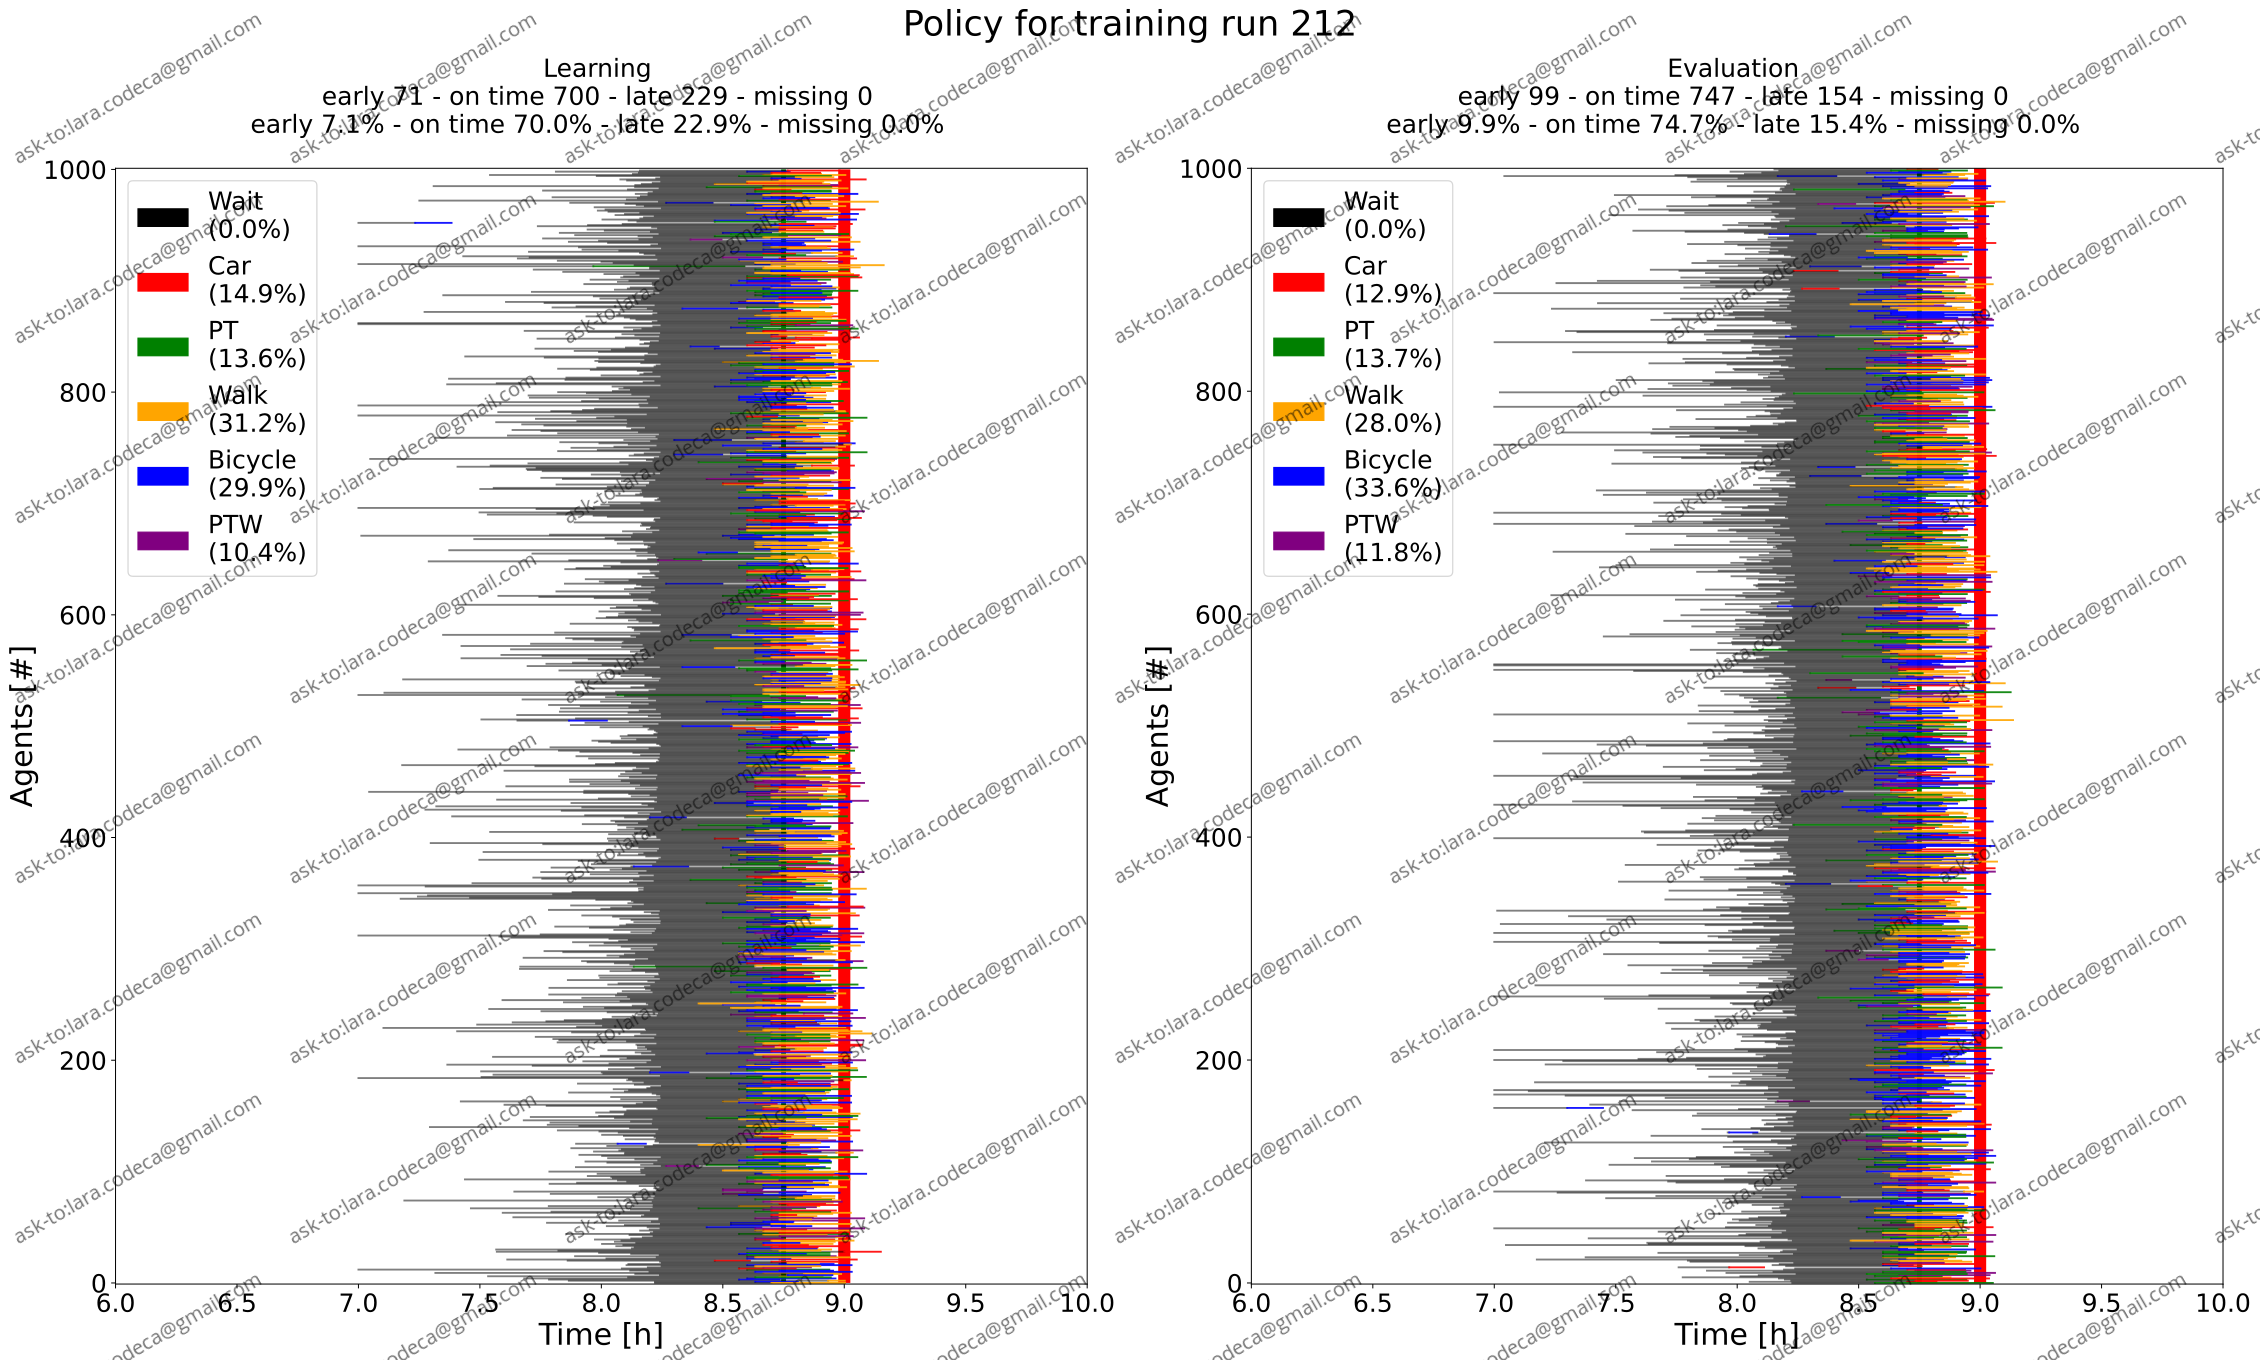 Policy for training run 212
Learning
early 71 - on time 700 - late 229 - missing 0
early 7.1% - on time 70.0% - late 22.9% - missing 0.0%
Evaluation
early 99 - on time 747 - late 154 - missing 0
early 9.9% - on time 74.7% - late 15.4% - missing 0.0%
Agents [#]
1000
800
600
400
200
0
Wait
(0.0%)
Car
(14.9%)
PT
(13.6%)
Walk
(31.2%)
Bicycle
(29.9%)
PTW
(10.4%)
6.0 6.5 7.0 7.5 8.0 8.5 9.0 9.5 10.0
Time [h]
Agents [#]
1000
800
600
400
200
0
Wait
(0.0%)
Car
(12.9%)
PT
(13.7%)
Walk
(28.0%)
Bicycle
(33.6%)
PTW
(11.8%)
6.0 6.5 7.0 7.5 8.0 8.5 9.0 9.5 10.0
Time [h]
ask-to:lara.codeca@gmail.com